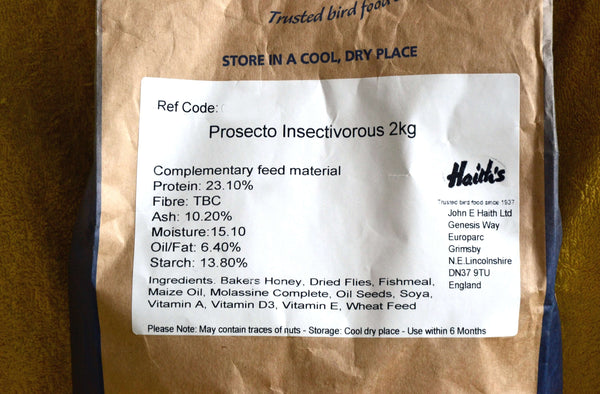 Trusted bird food s
STORE IN A COOL, DRY PLACE
Ref Code:
Prosecto Insectivorous 2kg
Complementary feed material
Protein: 23.10%
Fibre: TBC
Ash: 10.20%
Moisture:15.10
Oil/Fat: 6.40%
Starch: 13.80%
Ingredients. Bakers Honey, Dried Flies, Fishmeal,
Maize Oil, Molassine Complete, Oil Seeds, Soya,
Vitamin A, Vitamin D3, Vitamin E, Wheat Feed
Please Note: May contain traces of nuts - Storage: Cool dry place - Use within 6 Months
Haith's
Trusted bird food since 1937
John E Haith Ltd
Genesis Way
Europarc
Grimsby
N.E.Lincolnshire
DN37 9TU
England